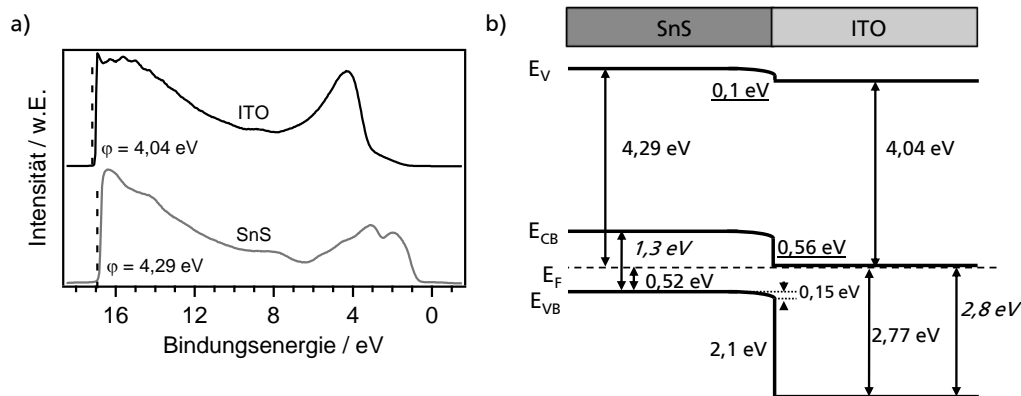 a)
Intensität / w.E.
ITO
φ = 4,04 eV
SnS
φ = 4,29 eV
16
12
8
4
0
Bindungsenergie / eV
b)
SnS
ITO
E_V
0,1 eV
4,29 eV
4,04 eV
E_CB
1,3 eV
0,56 eV
E_F
0,52 eV
E_VB
0,15 eV
2,1 eV
2,77 eV
2,8 eV